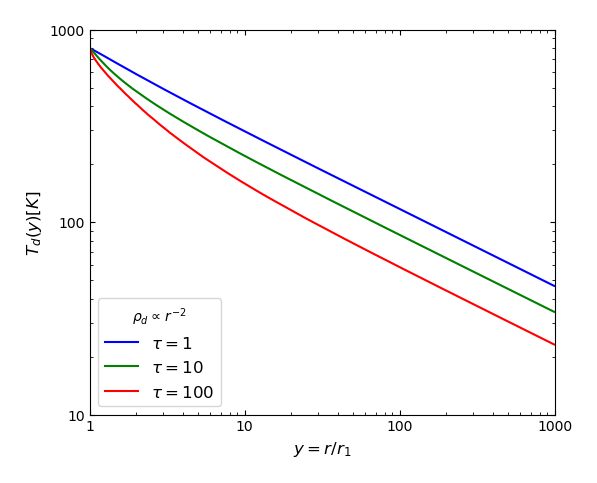 1000
100
10
T_d(y)[K]
ρ_d ∝ r^{-2}
τ = 1
τ = 10
τ = 100
1
10
100
1000
y = r/r_1